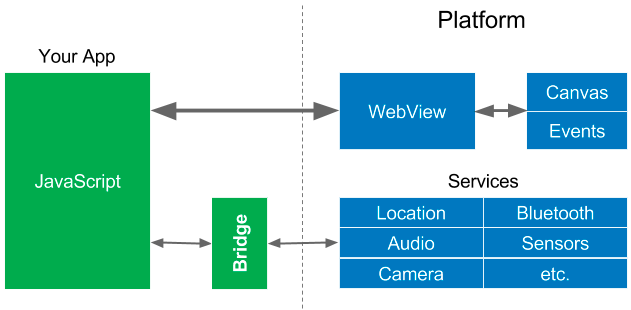 Platform
Your App
JavaScript
WebView
Canvas
Events
Bridge
Services
Location
Bluetooth
Audio
Sensors
Camera
etc.